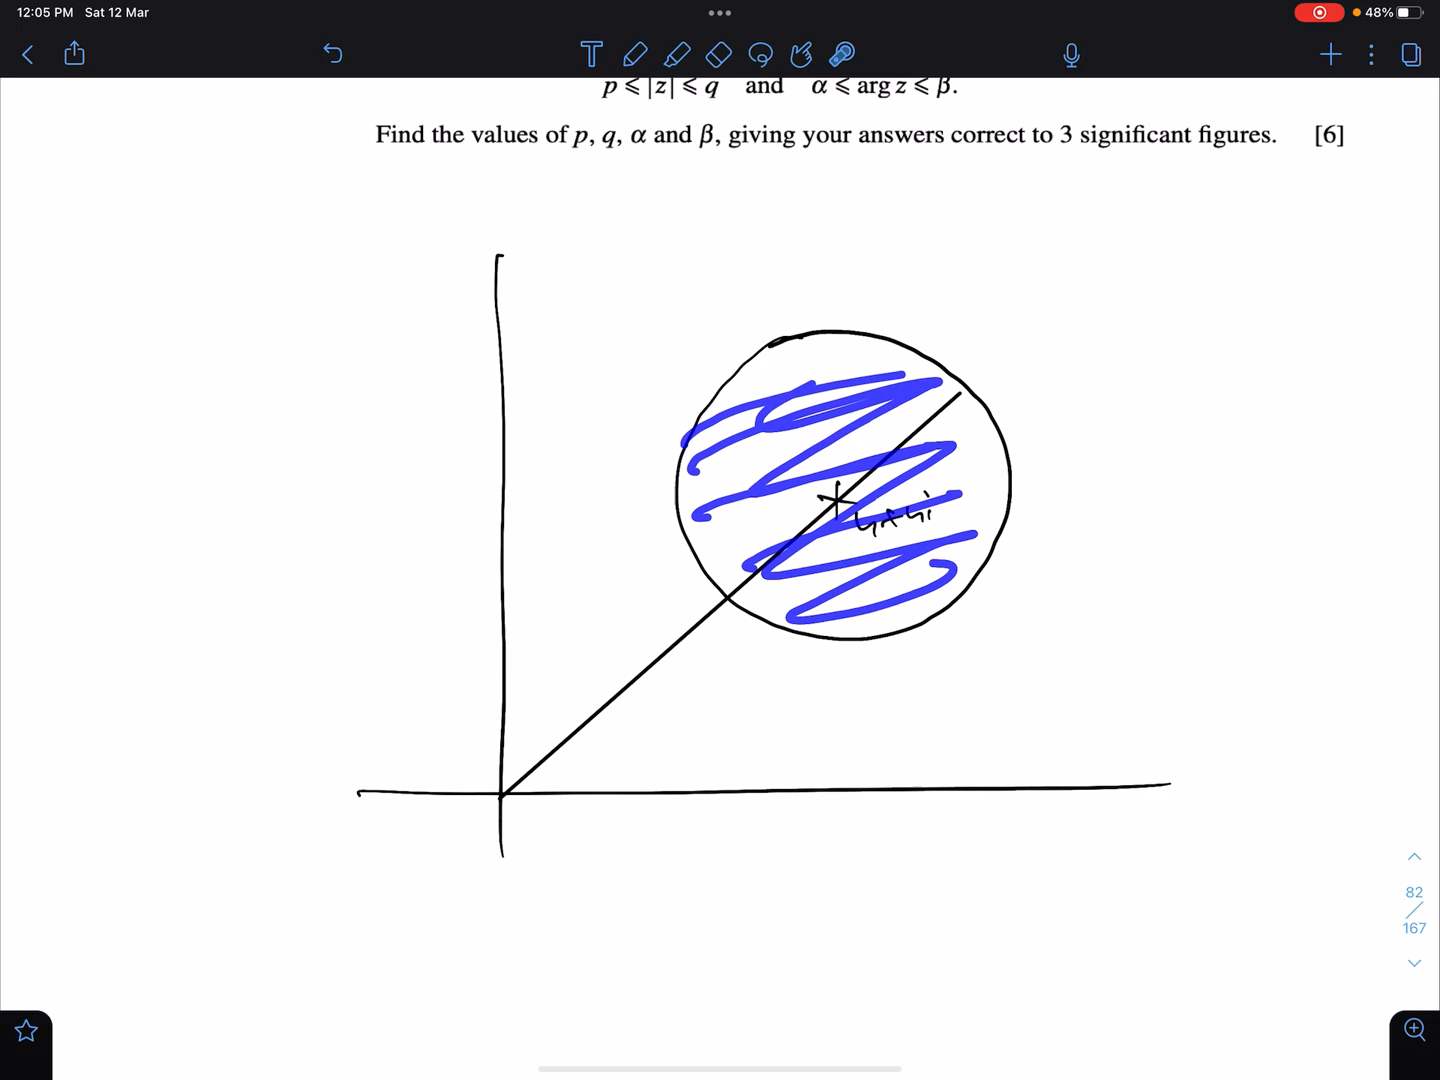 12:05 PM Sat 12 Mar
48%
p ⩽ |z| ⩽ q and α ⩽ arg z ⩽ β.
Find the values of p, q, α and β, giving your answers correct to 3 significant figures. [6]
4+4i
82
167